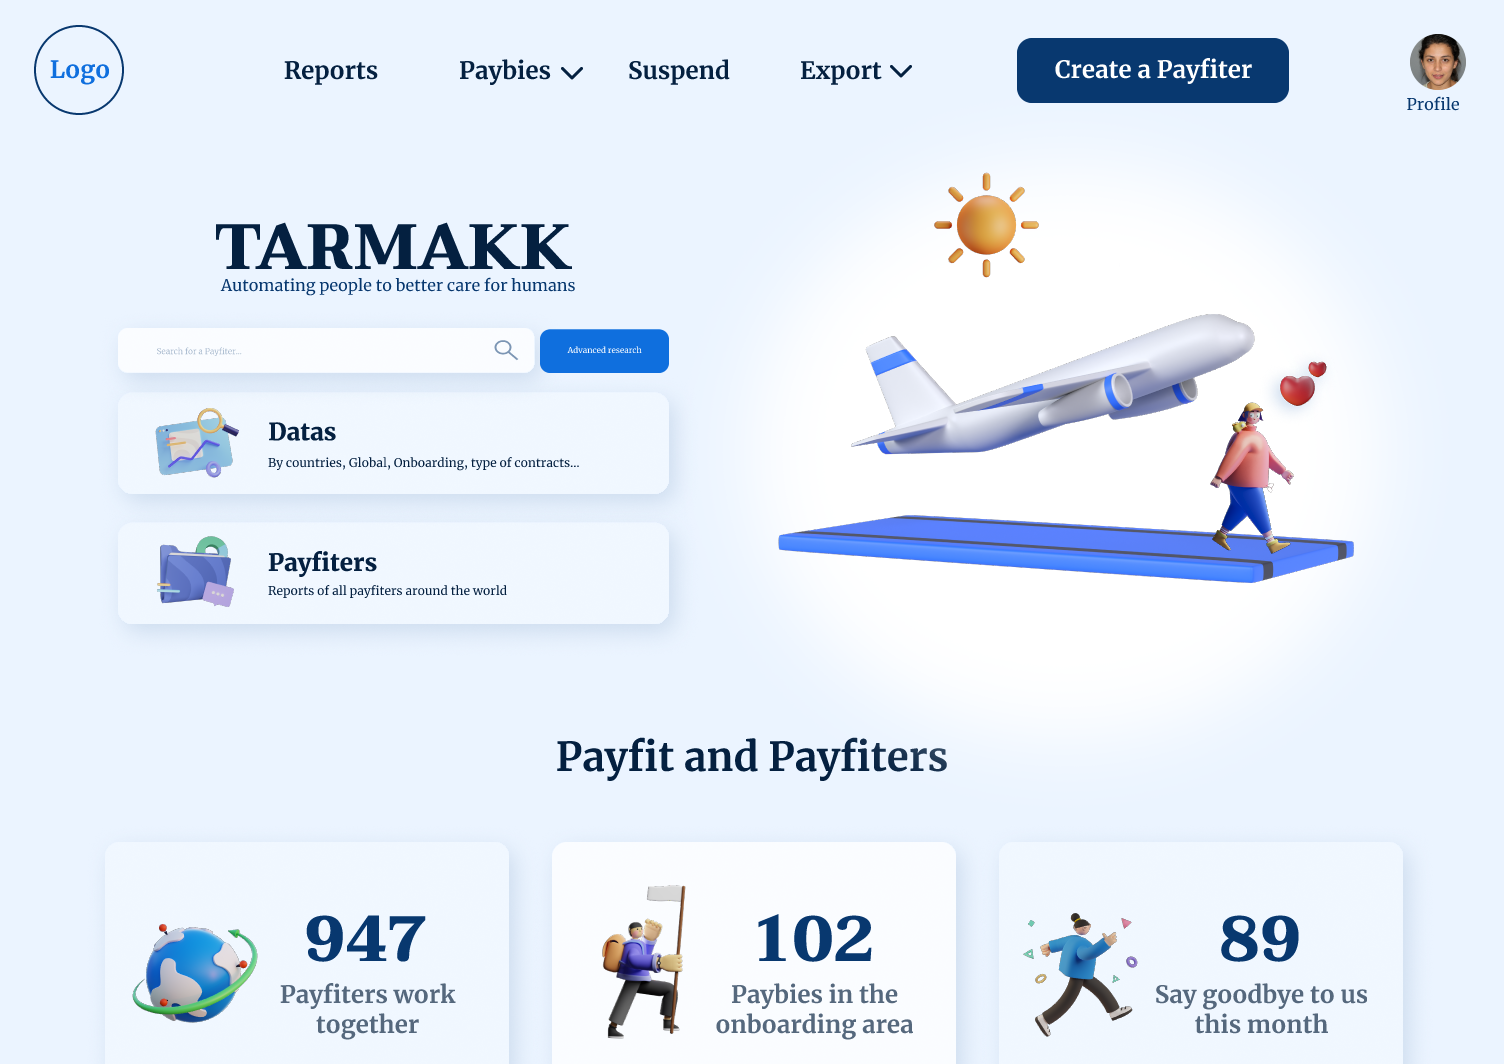 Logo
Reports
Paybies
Suspend
Export
Create a Payfiter
Profile
TARMAKK
Automating people to better care for humans
Search for a Payfiter...
Advanced research
Datas
By countries, Global, Onboarding, type of contracts...
Payfiters
Reports of all payfiters around the world
Payfit and Payfiters
947
Payfiters work
together
102
Paybies in the
onboarding area
89
Say goodbye to us
this month